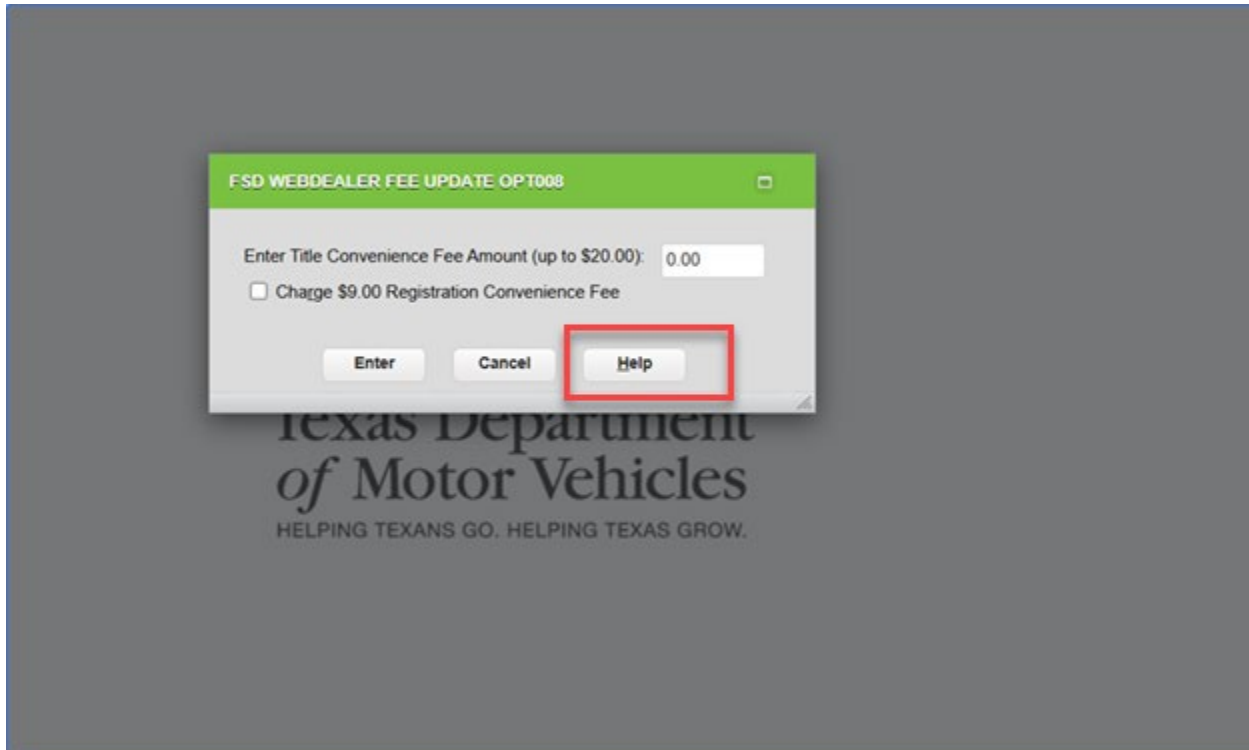 FSD WEBDEALER FEE UPDATE OPT008
Enter Title Convenience Fee Amount (up to $20.00): 0.00
Charge $9.00 Registration Convenience Fee
Enter Cancel Help
Texas Department
of Motor Vehicles
HELPING TEXANS GO. HELPING TEXAS GROW.